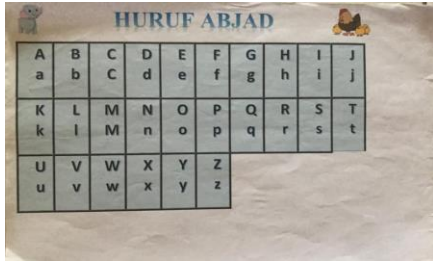 HURUF ABJAD
A B C D E F G H I J
a b C d e f g h i j
K L M N O P Q R S T
k l M n o p q r s t
U V W X Y Z
u v w x y z